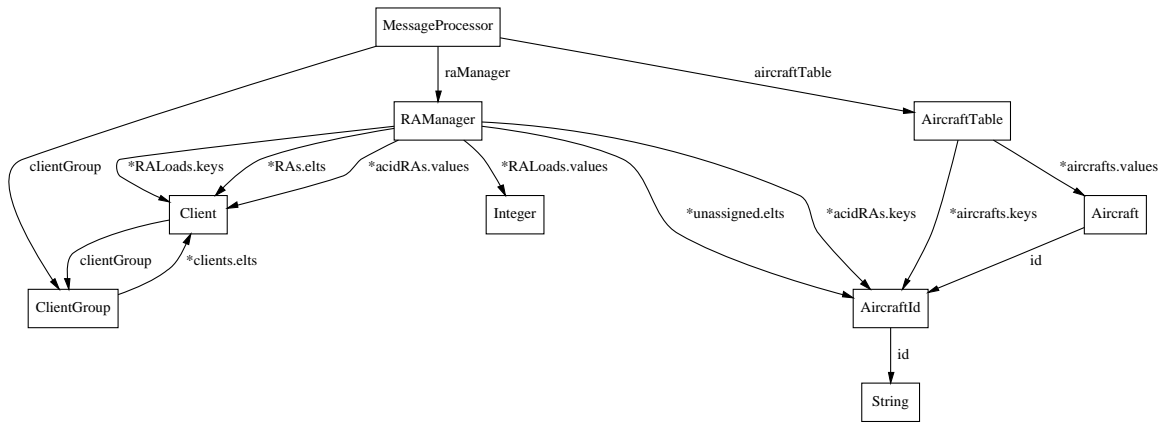 MessageProcessor
raManager
aircraftTable
RAManager
AircraftTable
clientGroup
*RALoads.keys
*RAs.elts
*acidRAs.values
*RALoads.values
*aircrafts.values
Client
Integer
*unassigned.elts
*acidRAs.keys
*aircrafts.keys
Aircraft
clientGroup
*clients.elts
id
ClientGroup
AircraftId
id
String